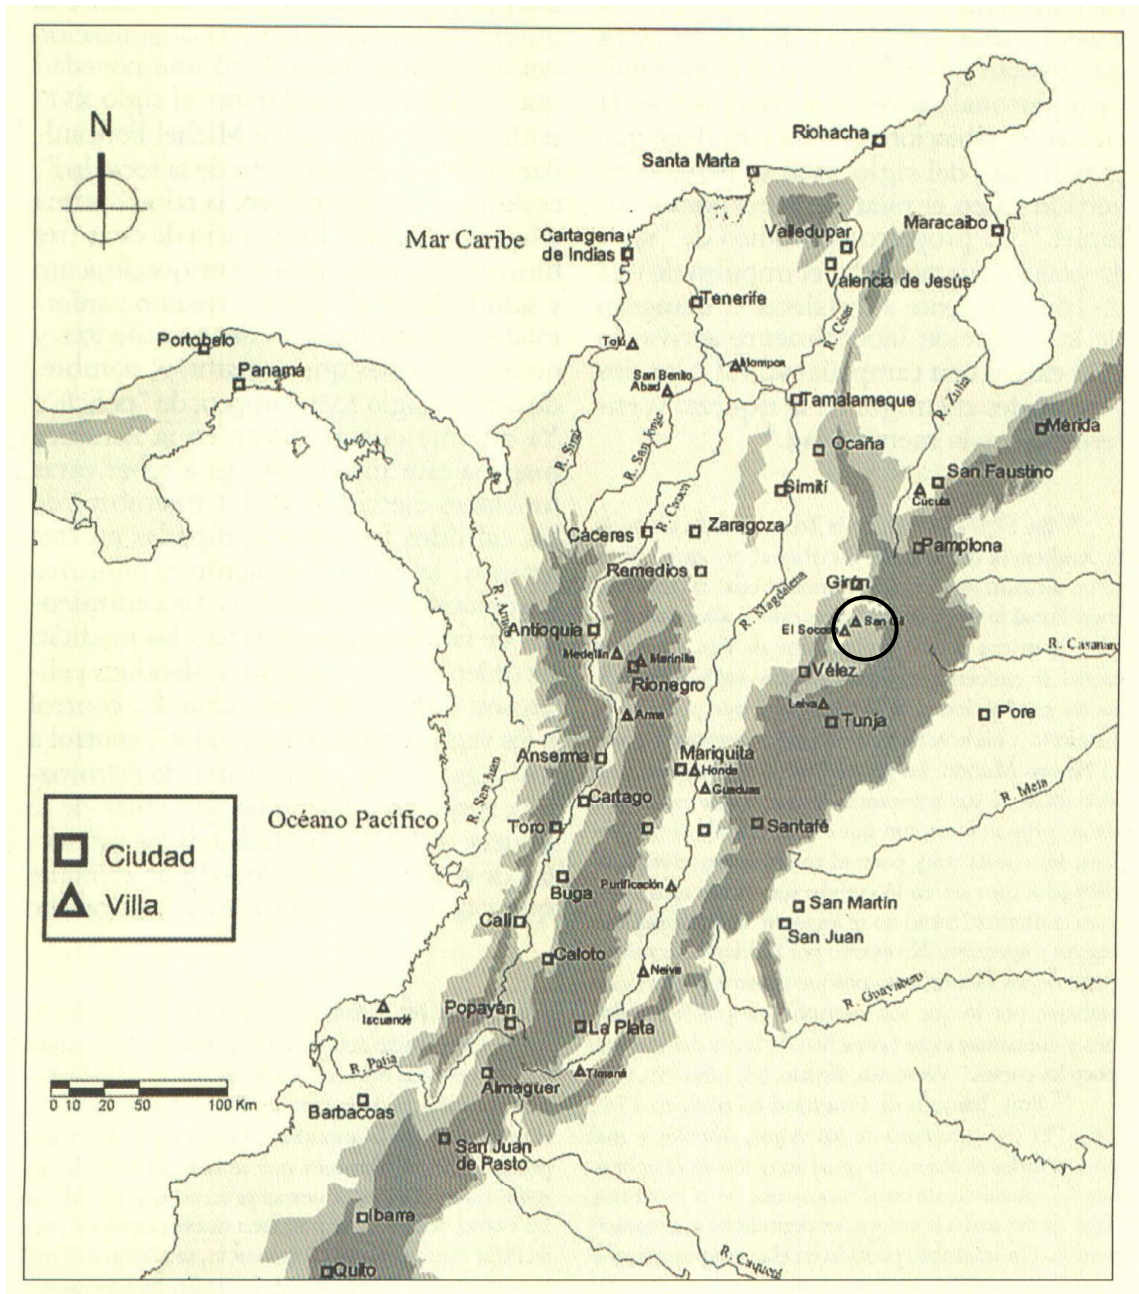 N
Riohacha
Santa Marta
Mar Caribe
Cartagena
de Indias
Valledupar
Maracaibo
Valencia de Jesús
Tenerife
R. César
Portobelo
Tolú
Mompox
Panamá
San Benito
Abad
Tamalameque
R. Zulia
R. Sinú
R. San Jorge
Mérida
Ocaña
San Faustino
R. Cauca
Simití
Cúcuta
Cáceres
Zaragoza
Pamplona
Remedios
Girón
R. Magdalena
R. Atrato
San Gil
El Socorro
Antioquia
Medellín
Marinilla
R. Casanare
Rionegro
Vélez
Leiva
Arma
Tunja
Pore
Anserma
Mariquita
Honda
Guaduas
R. San Juan
R. Meta
Cartago
Océano Pacífico
Toro
Santafé
Ciudad
Villa
Buga
Purificación
San Martín
Cali
San Juan
Caloto
Neiva
R. Guayabero
Iscuandé
Popayán
La Plata
R. Patía
Timaná
Almaguer
0 10 20 50 100 Km
Barbacoas
San Juan
de Pasto
Ibarra
R. Caquetá
Quito